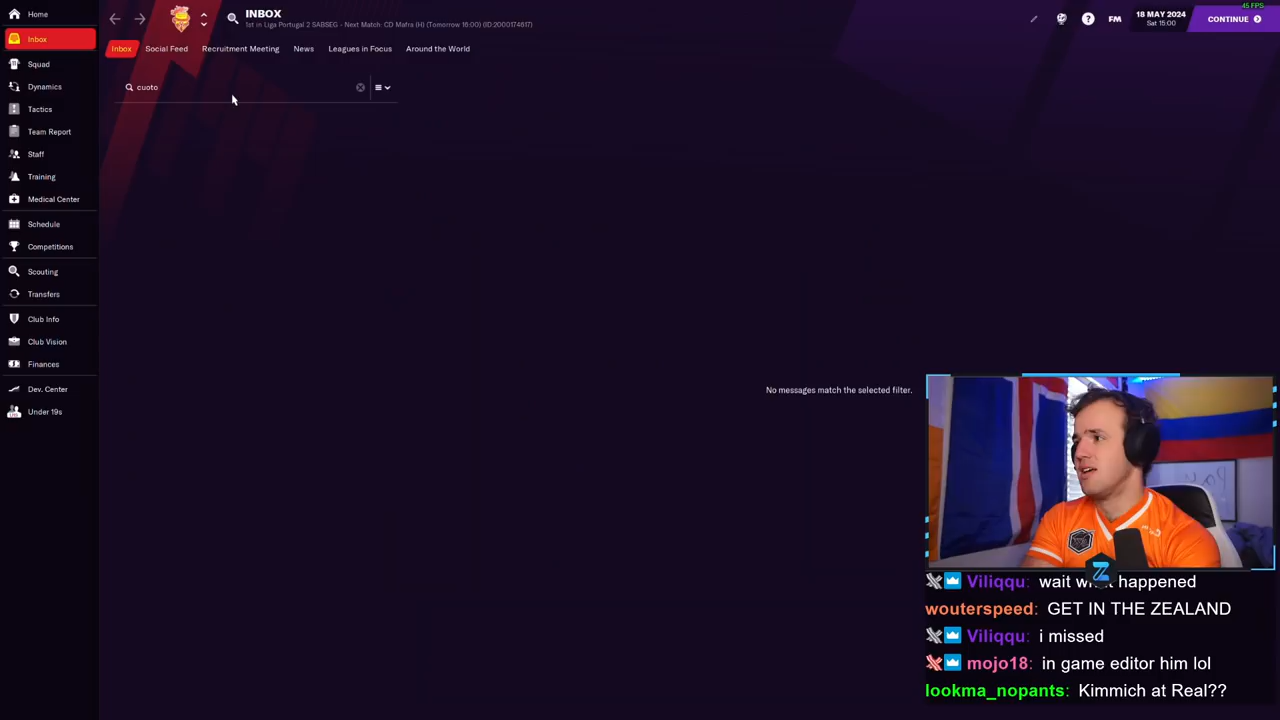 45 FPS
Home
INBOX
1st in Liga Portugal 2 SABSEG - Next Match: CD Mafra (H) (Tomorrow 16:00) (ID:2000174617)
FM
18 MAY 2024
Sat 15:00
CONTINUE
Inbox
Inbox
Social Feed
Recruitment Meeting
News
Leagues in Focus
Around the World
cuoto
Squad
Dynamics
Tactics
Team Report
Staff
Training
Medical Center
Schedule
Competitions
Scouting
Transfers
Club Info
Club Vision
Finances
Dev. Center
Under 19s
No messages match the selected filter.
Viliqqu: wait what happened
wouterspeed: GET IN THE ZEALAND
Viliqqu: i missed
mojo18: in game editor him lol
lookma_nopants: Kimmich at Real??